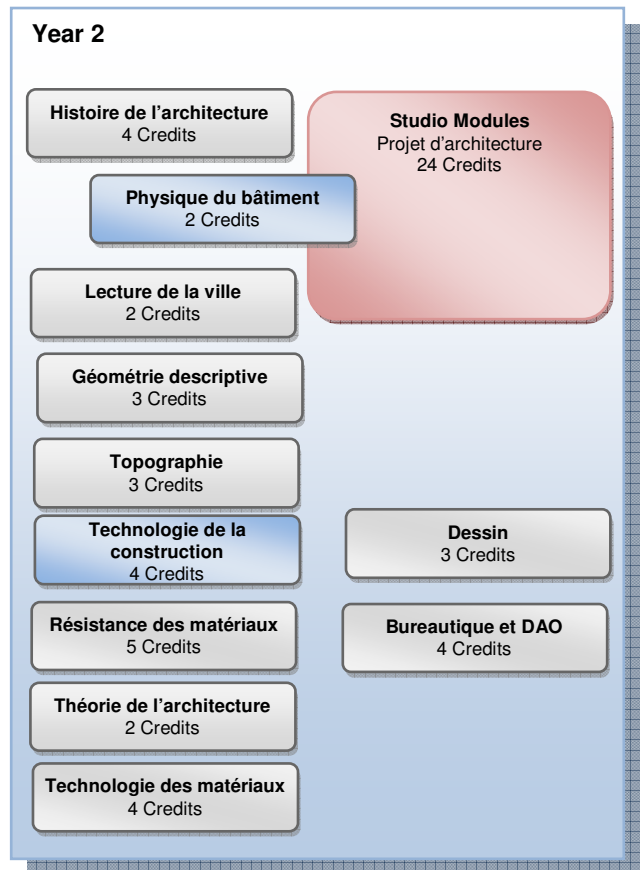 Year 2
Histoire de l'architecture
4 Credits
Studio Modules
Projet d'architecture
24 Credits
Physique du bâtiment
2 Credits
Lecture de la ville
2 Credits
Géométrie descriptive
3 Credits
Topographie
3 Credits
Technologie de la
construction
4 Credits
Dessin
3 Credits
Résistance des matériaux
5 Credits
Bureautique et DAO
4 Credits
Théorie de l'architecture
2 Credits
Technologie des matériaux
4 Credits